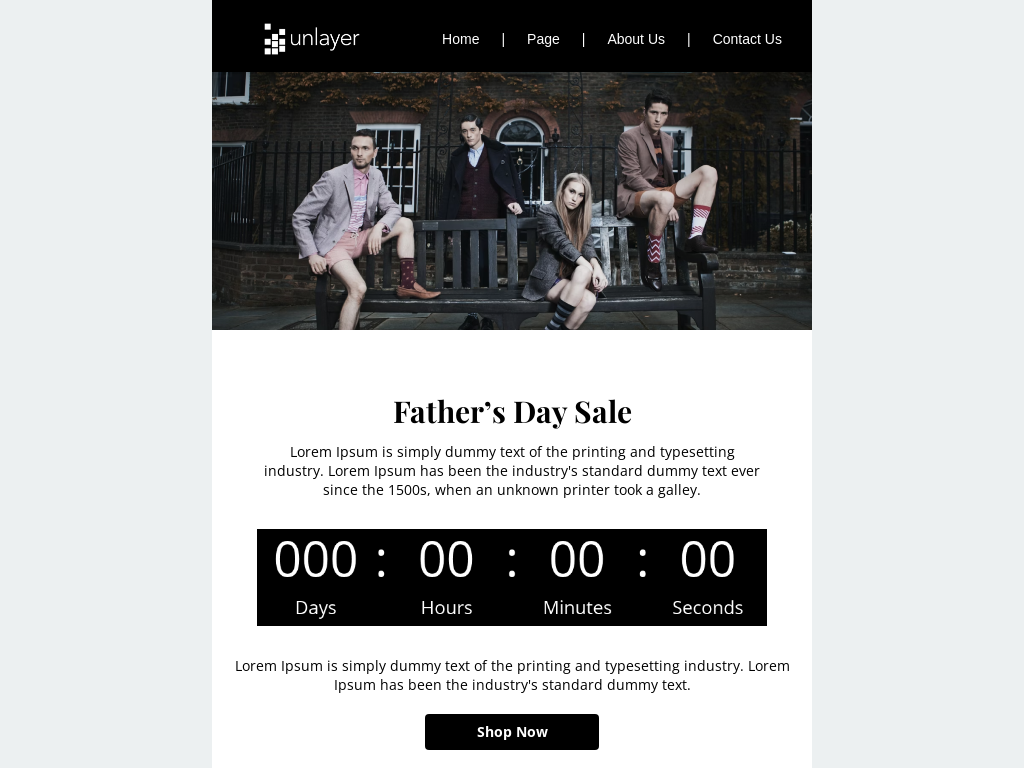 unlayer
Home | Page | About Us | Contact Us
Father’s Day Sale
Lorem Ipsum is simply dummy text of the printing and typesetting
industry. Lorem Ipsum has been the industry's standard dummy text ever
since the 1500s, when an unknown printer took a galley.
000 : 00 : 00 : 00
Days Hours Minutes Seconds
Lorem Ipsum is simply dummy text of the printing and typesetting industry. Lorem
Ipsum has been the industry's standard dummy text.
Shop Now